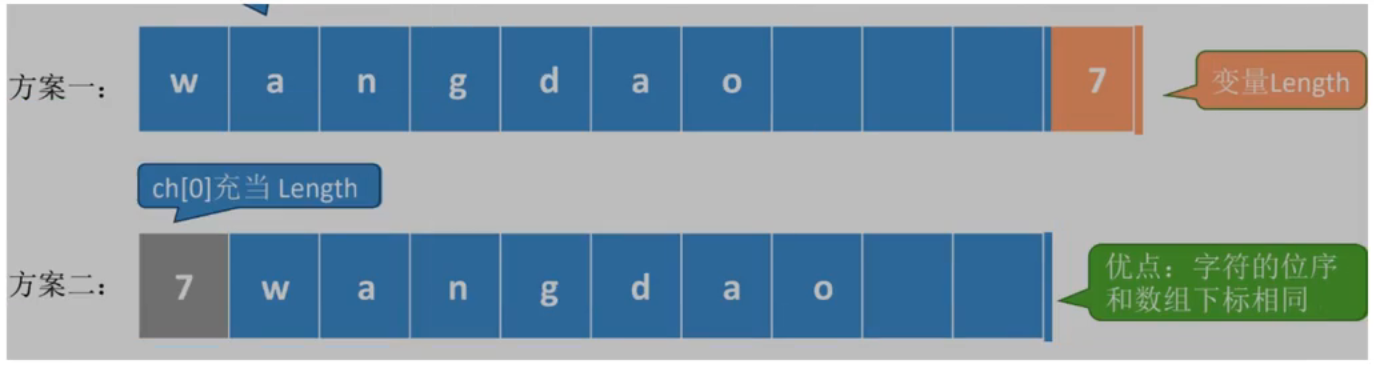 方案一： w a n g d a o 7 变量Length
ch[0]充当 Length
方案二： 7 w a n g d a o
优点：字符的位序
和数组下标相同